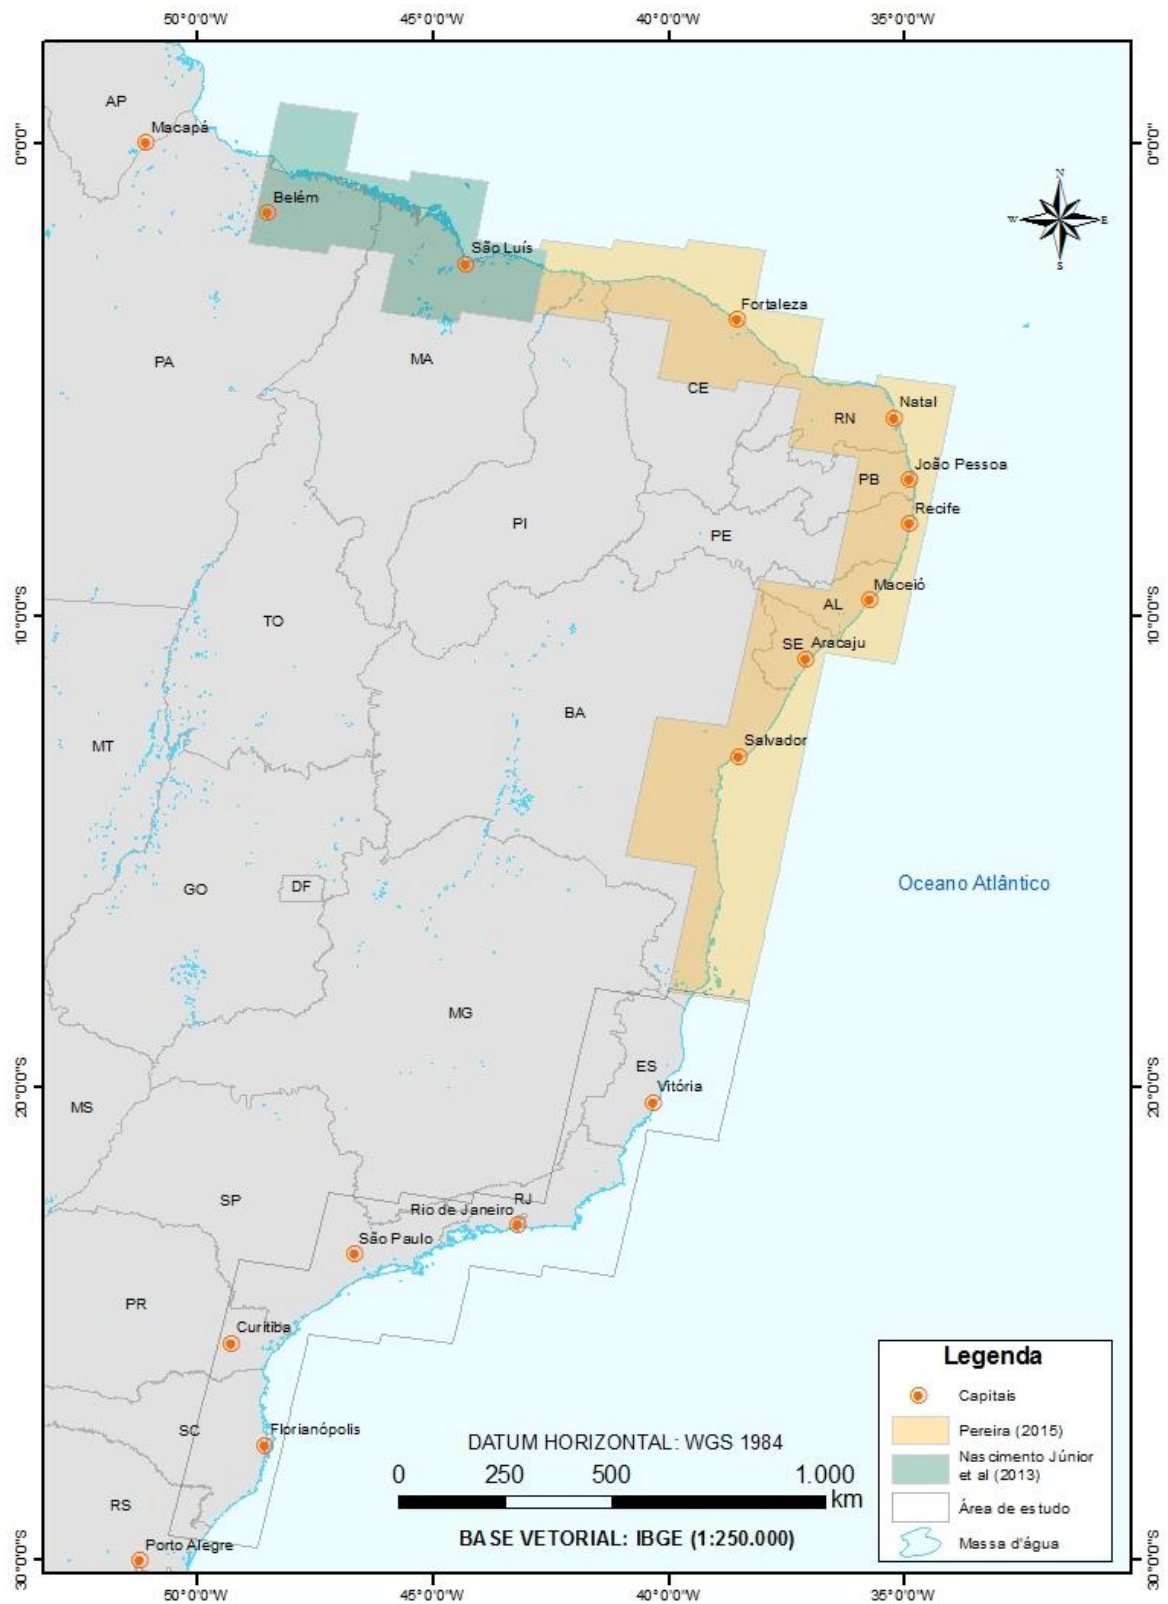 50°0'0"W 45°0'0"W 40°0'0"W 35°0'0"W
0°0'0"
0°0'0"
AP
Macapá
N
W E
S
Belém
São Luís
Fortaleza
PA
MA
CE
Natal
RN
João Pessoa
PB
Recife
PI
PE
Maceió
AL
10°0'0"S
10°0'0"S
TO
SE
Aracaju
BA
Salvador
MT
Oceano Atlântico
GO
DF
MG
ES
Vitória
20°0'0"S
20°0'0"S
MS
SP
RJ
Rio de Janeiro
São Paulo
PR
Curitiba
SC
Florianópolis
RS
Porto Alegre
DATUM HORIZONTAL: WGS 1984
0 250 500 1.000
km
BASE VETORIAL: IBGE (1:250.000)
Legenda
Capitais
Pereira (2015)
Nascimento Júnior
et al (2013)
Área de estudo
Massa d'água
30°0'0"S
30°0'0"S
50°0'0"W 45°0'0"W 40°0'0"W 35°0'0"W